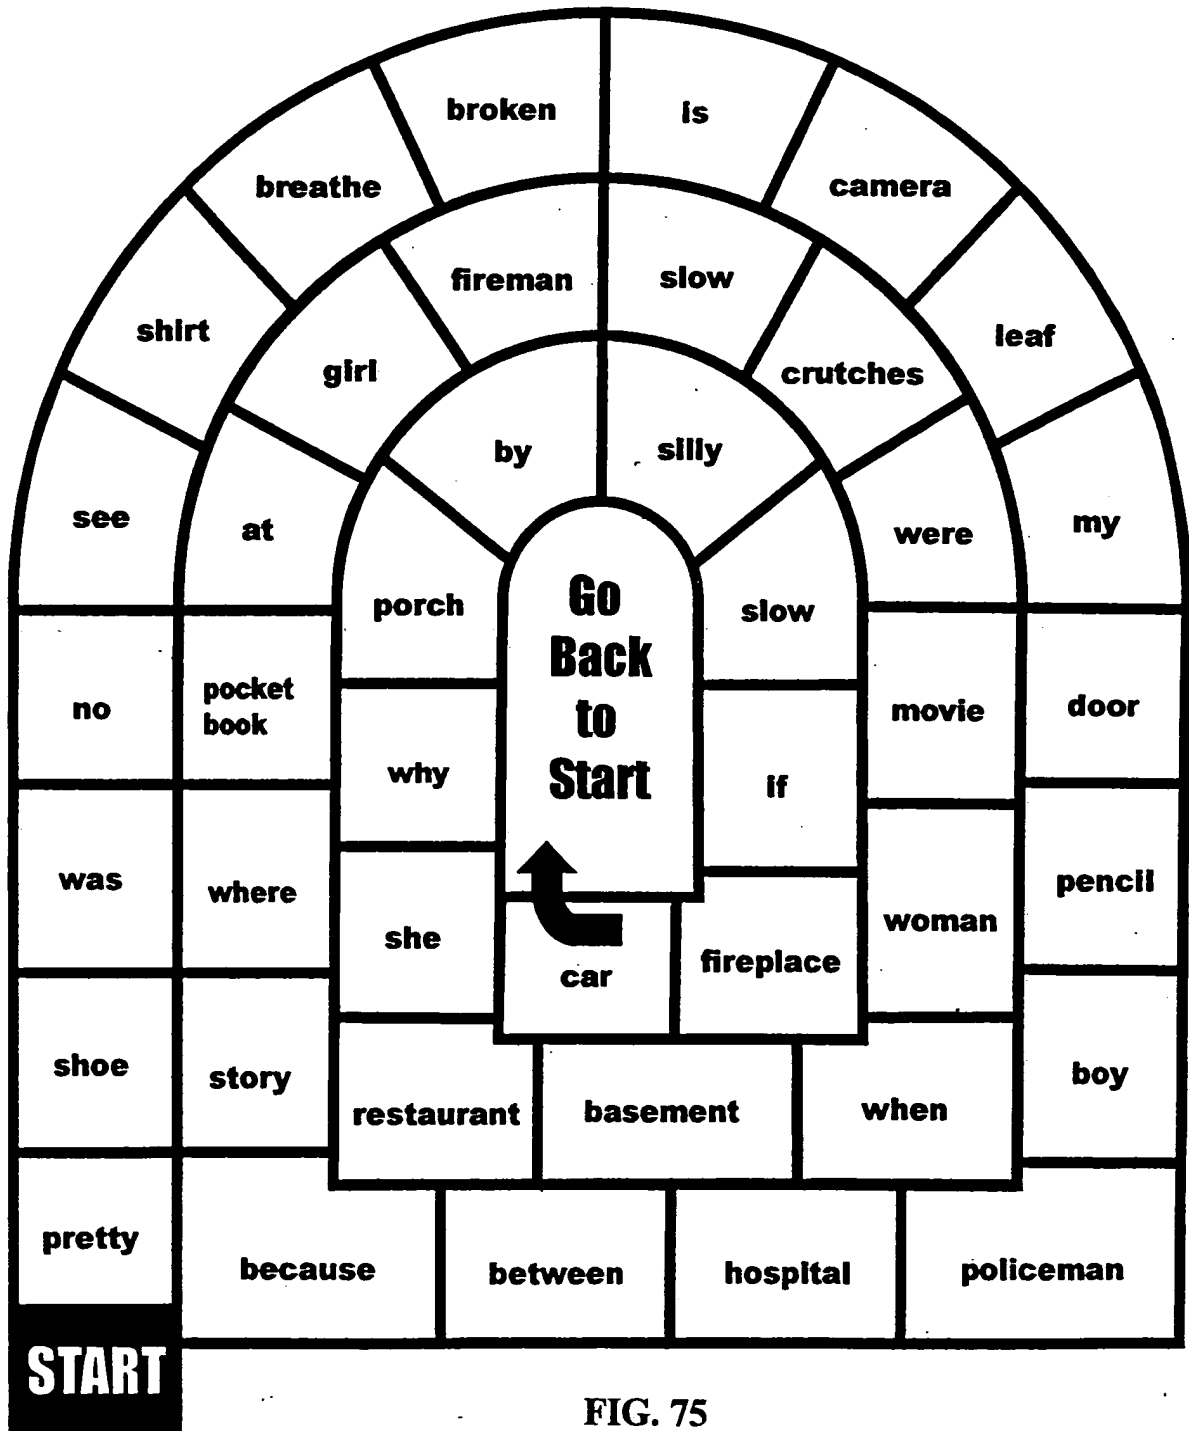 broken
is
breathe
camera
fireman
slow
shirt
leaf
girl
crutches
by
silly
see
at
were
my
porch
Go
Back
to
Start
slow
no
pocket
book
movie
door
why
if
was
where
she
car
fireplace
woman
pencil
shoe
story
restaurant
basement
when
boy
pretty
because
between
hospital
policeman
START
FIG. 75